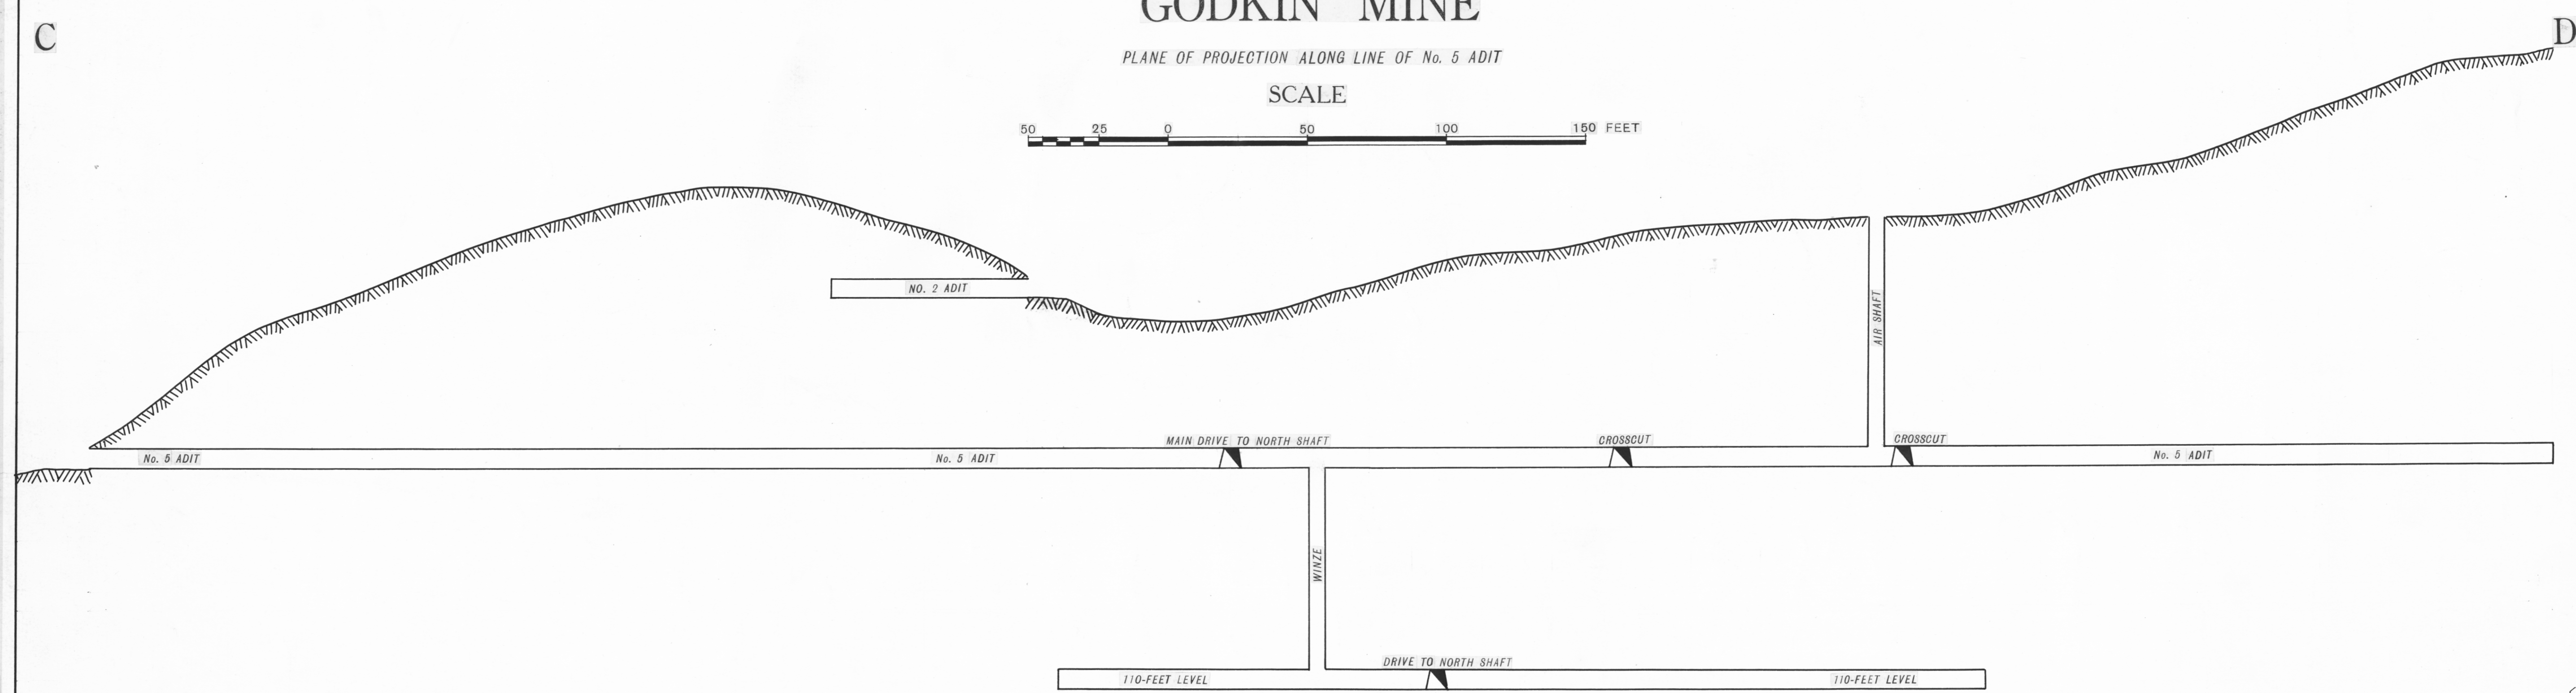 GODKIN MINE
C
D
PLANE OF PROJECTION ALONG LINE OF No. 5 ADIT
SCALE
50 25 0 50 100 150 FEET
NO. 2 ADIT
AIR SHAFT
MAIN DRIVE TO NORTH SHAFT
CROSSCUT
CROSSCUT
No. 5 ADIT
No. 5 ADIT
No. 5 ADIT
WINZE
DRIVE TO NORTH SHAFT
110-FEET LEVEL
110-FEET LEVEL